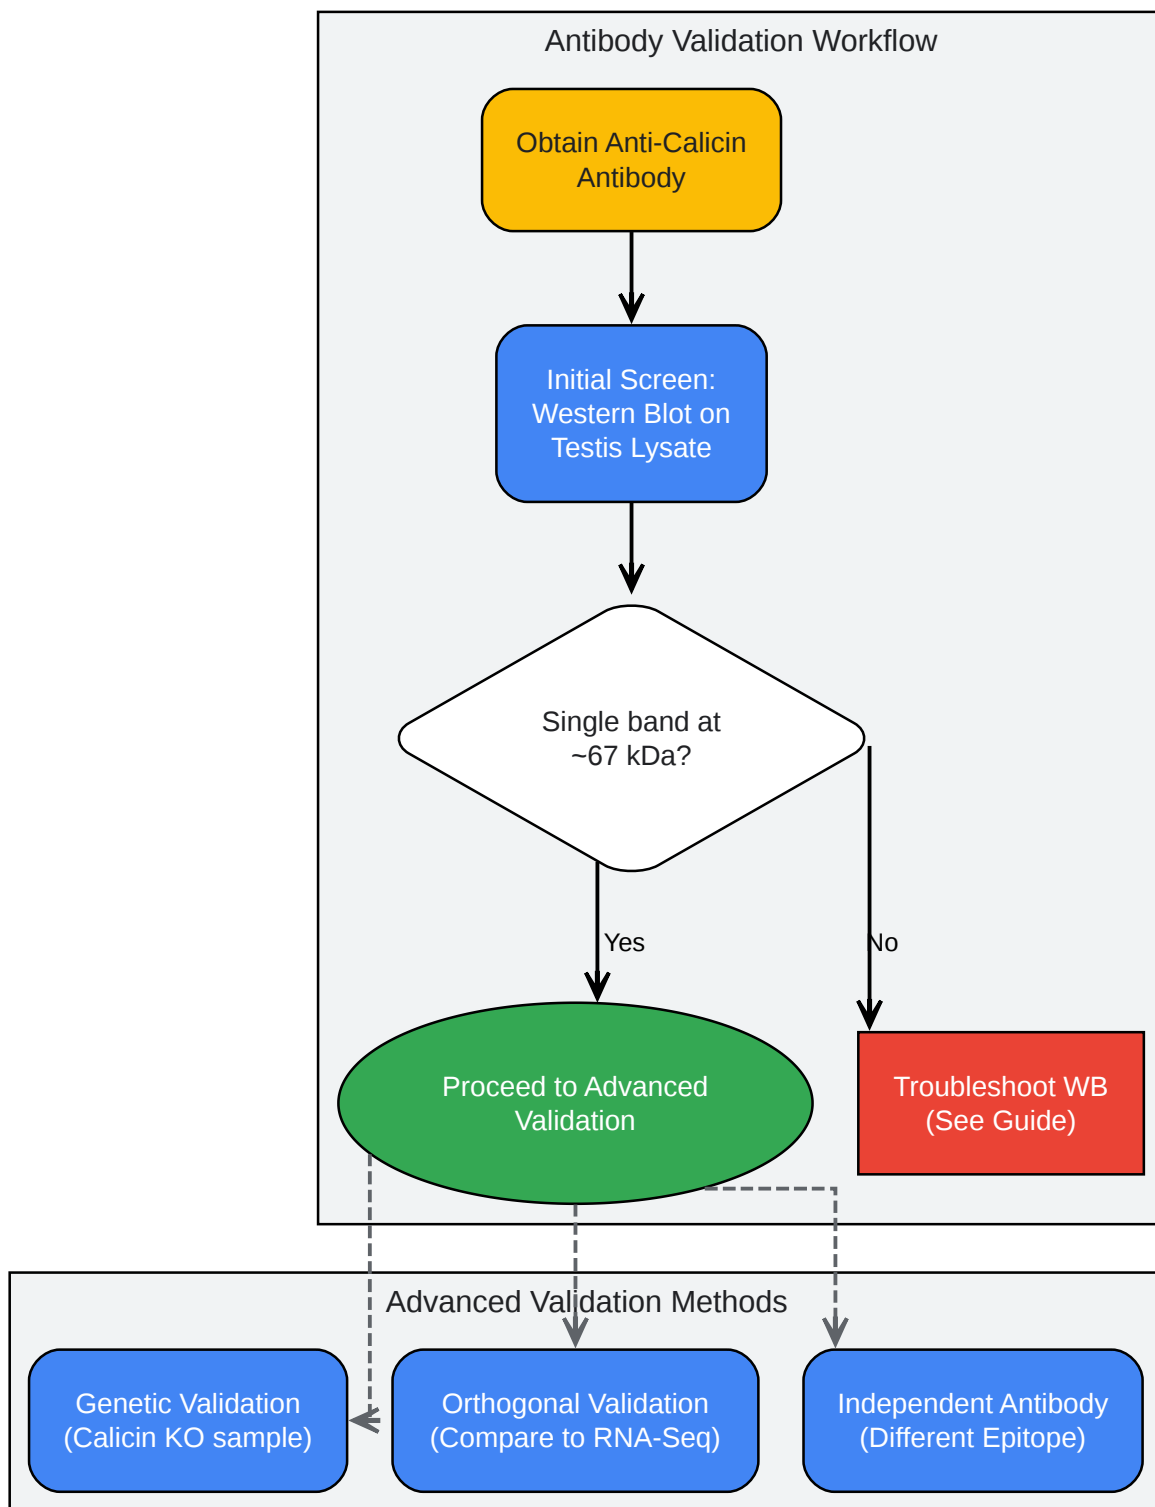 Antibody Validation Workflow
Obtain Anti-Calicin
Antibody
Initial Screen:
Western Blot on
Testis Lysate
Single band at
~67 kDa?
Yes
No
Proceed to Advanced
Validation
Troubleshoot WB
(See Guide)
Advanced Validation Methods
Genetic Validation
(Calicin KO sample)
Orthogonal Validation
(Compare to RNA-Seq)
Independent Antibody
(Different Epitope)